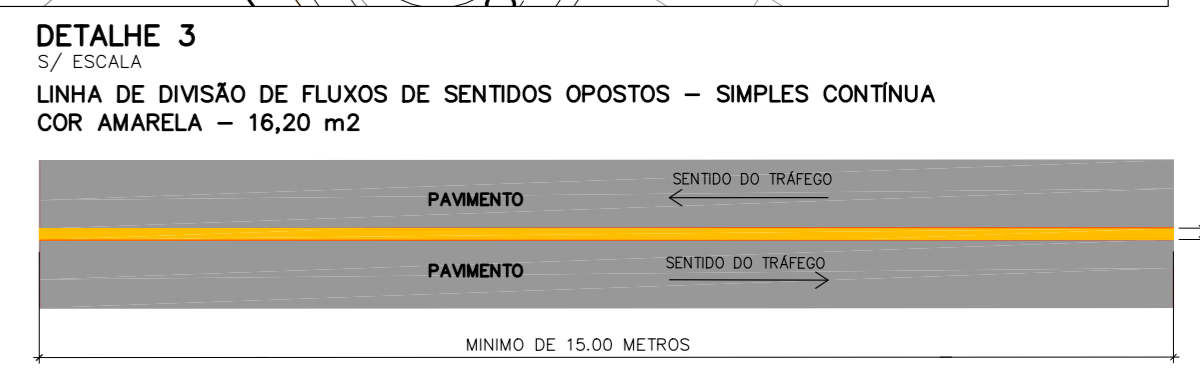 DETALHE 3
S/ ESCALA
LINHA DE DIVISÃO DE FLUXOS DE SENTIDOS OPOSTOS – SIMPLES CONTÍNUA
COR AMARELA – 16,20 m2
SENTIDO DO TRÁFEGO
PAVIMENTO
SENTIDO DO TRÁFEGO
PAVIMENTO
MINIMO DE 15.00 METROS